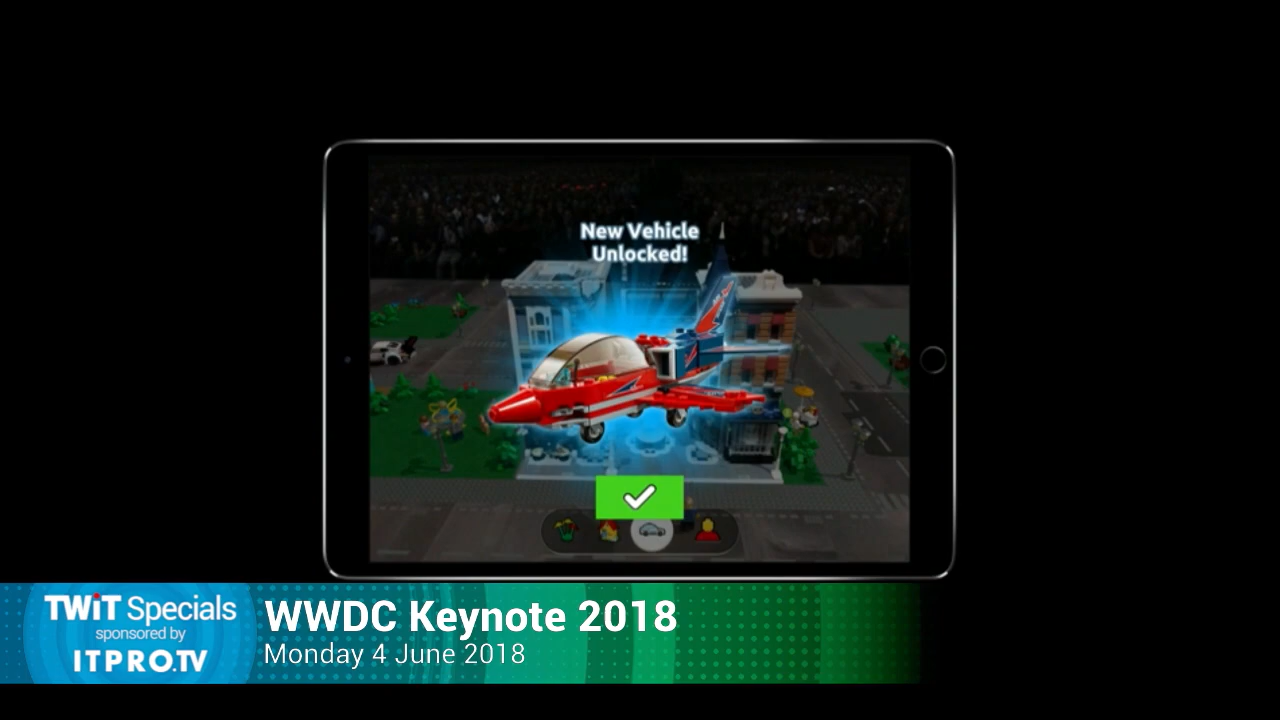 New Vehicle
Unlocked!
TWiT Specials
sponsored by
ITPRO.TV
WWDC Keynote 2018
Monday 4 June 2018